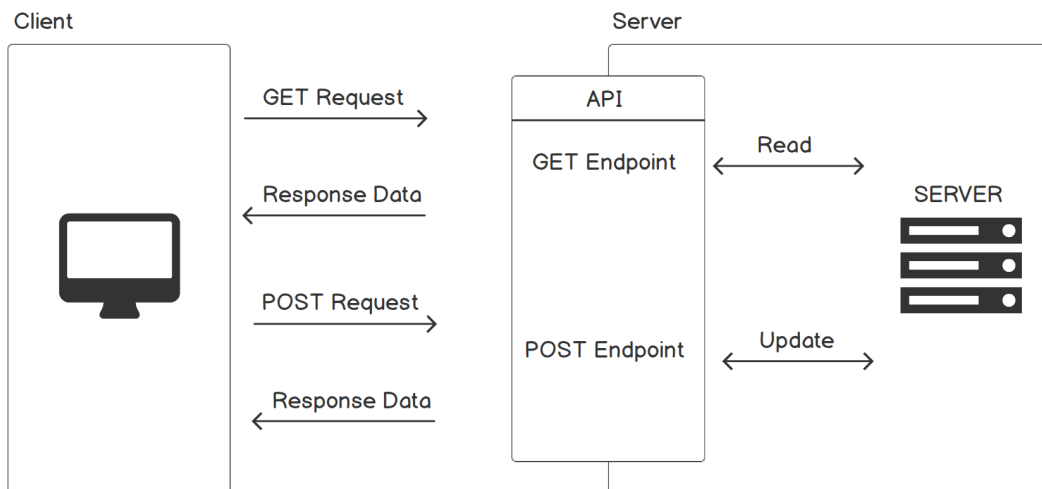 Client
Server
GET Request
API
GET Endpoint
Read
Response Data
SERVER
POST Request
POST Endpoint
Update
Response Data